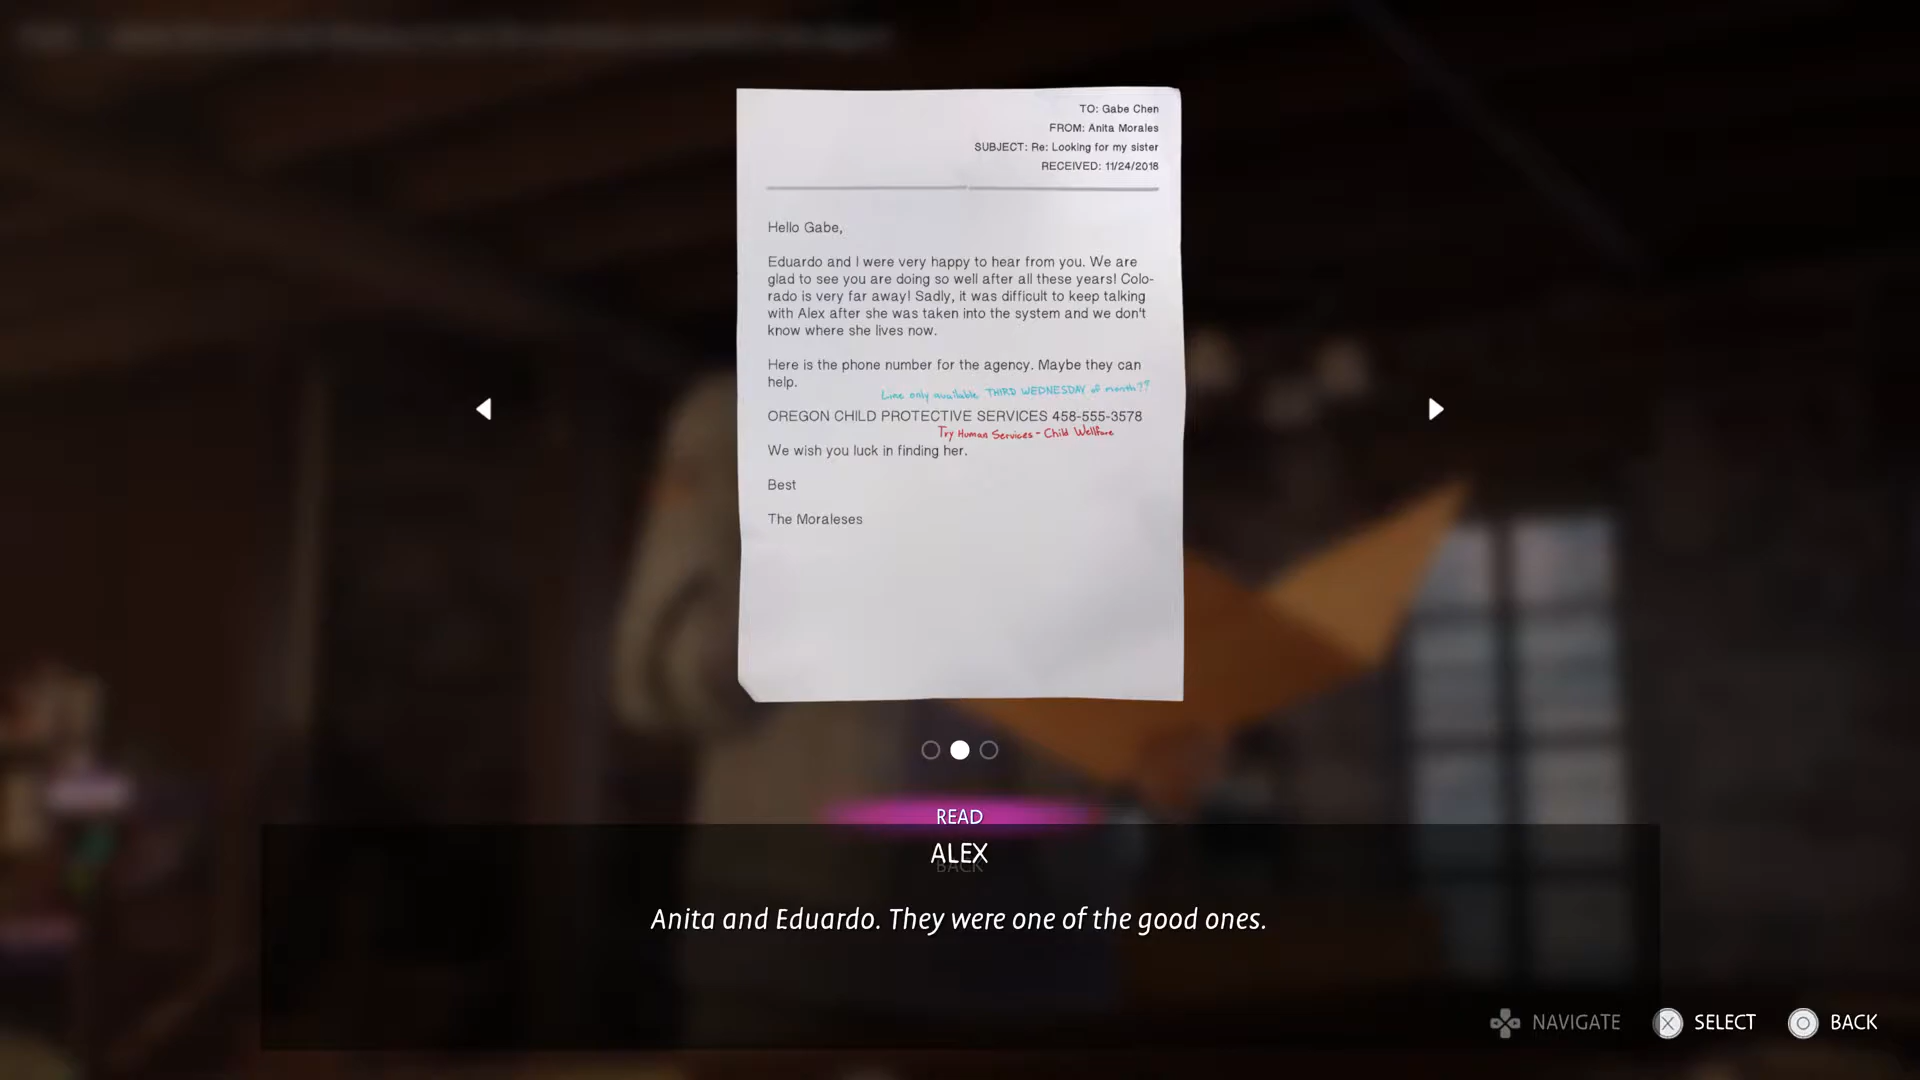 TO: Gabe Chen
FROM: Anita Morales
SUBJECT: Re: Looking for my sister
RECEIVED: 11/24/2018
Hello Gabe,
Eduardo and I were very happy to hear from you. We are
glad to see you are doing so well after all these years! Colo-
rado is very far away! Sadly, it was difficult to keep talking
with Alex after she was taken into the system and we don't
know where she lives now.
Here is the phone number for the agency. Maybe they can
help.
Line only available THIRD WEDNESDAY of month??
OREGON CHILD PROTECTIVE SERVICES 458-555-3578
Try Human Services - Child Wellfare
We wish you luck in finding her.
Best
The Moraleses
READ
ALEX
BACK
Anita and Eduardo. They were one of the good ones.
NAVIGATE
SELECT
BACK